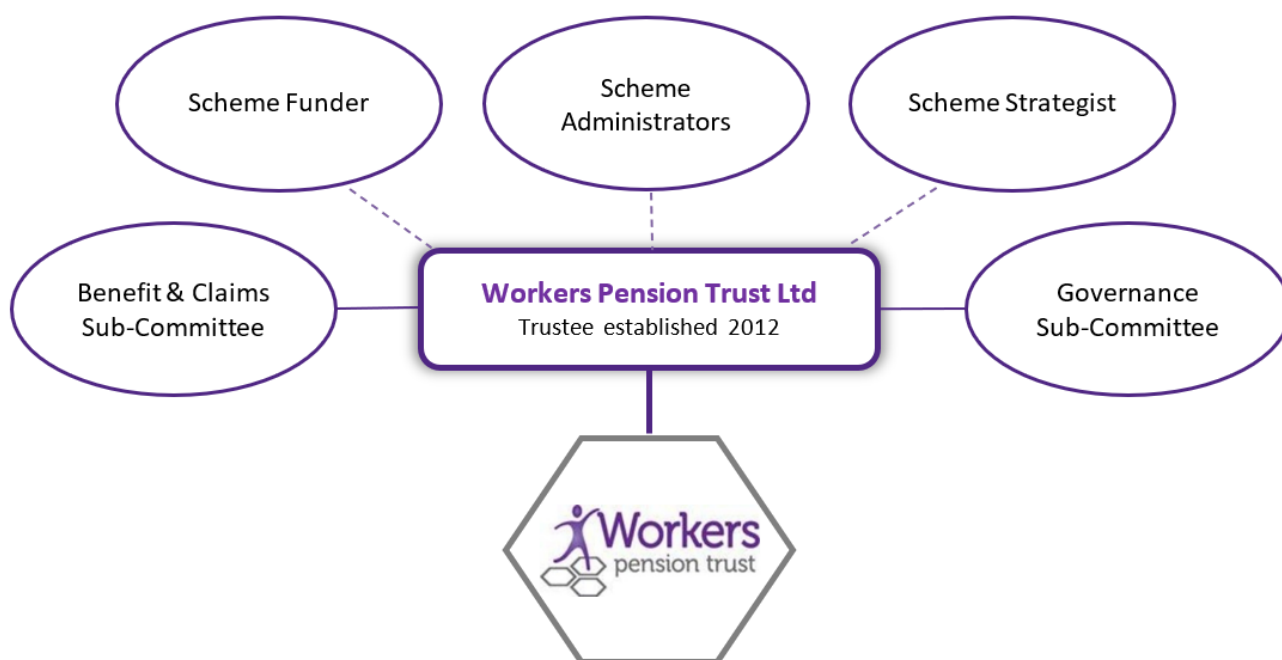 Scheme Funder
Scheme
Administrators
Scheme Strategist
Benefit & Claims
Sub-Committee
Workers Pension Trust Ltd
Trustee established 2012
Governance
Sub-Committee
Workers
pension trust